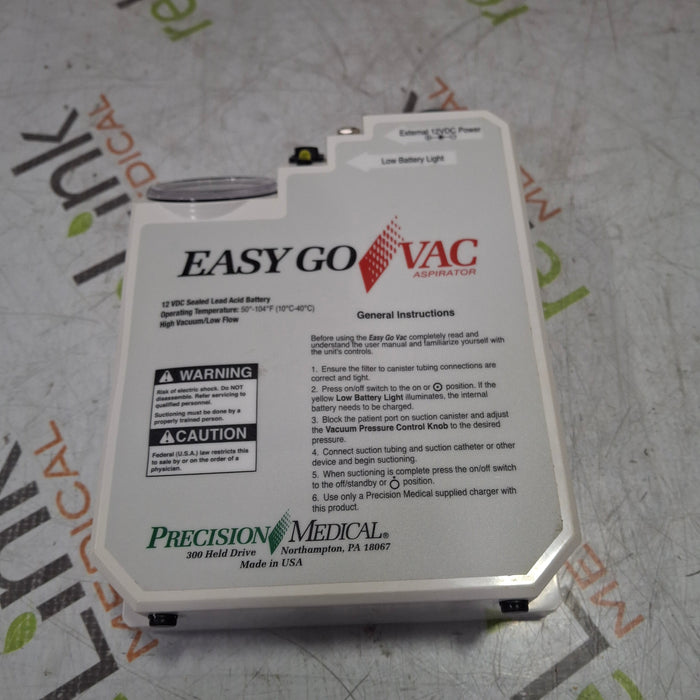 External 12VDC Power
Low Battery Light
EASY GO VAC
ASPIRATOR
12 VDC Sealed Lead Acid Battery
Operating Temperature: 50°-104°F (10°C-40°C)
High Vacuum/Low Flow
WARNING
Risk of electric shock. Do NOT
disassemble. Refer servicing to
qualified personnel.
Suctioning must be done by a
properly trained person.
CAUTION
Federal (U.S.A.) law restricts this
to sale by or on the order of a
physician.
General Instructions
Before using the Easy Go Vac completely read and
understand the user manual and familiarize yourself with
the unit's controls.
1. Ensure the filter to canister tubing connections are
correct and tight.
2. Press on/off switch to the on or ⊙ position. If the
yellow Low Battery Light illuminates, the internal
battery needs to be charged.
3. Block the patient port on suction canister and adjust
the Vacuum Pressure Control Knob to the desired
pressure.
4. Connect suction tubing and suction catheter or other
device and begin suctioning.
5. When suctioning is complete press the on/off switch
to the off/standby or position.
6. Use only a Precision Medical supplied charger with
this product.
PRECISION MEDICAL®
300 Held Drive Northampton, PA 18067
Made in USA
Link
MEDICAL
Link
MEDICAL